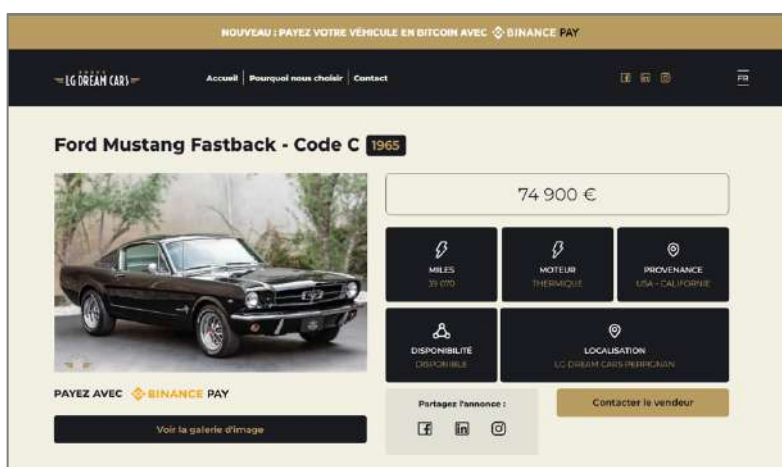 NOUVEAU : PAYEZ VOTRE VÉHICULE EN BITCOIN AVEC BINANCE PAY
LG DREAM CARS
Accueil | Pourquoi nous choisir | Contact
FR
Ford Mustang Fastback - Code C 1965
74 900 €
MILES
39 070
MOTEUR
THERMIQUE
PROVENANCE
USA - CALIFORNIE
DISPONIBILITÉ
DISPONIBLE
LOCALISATION
LG DREAM CARS PERPIGNAN
PAYEZ AVEC BINANCE PAY
Voir la galerie d'image
Partagez l'annonce :
Contacter le vendeur